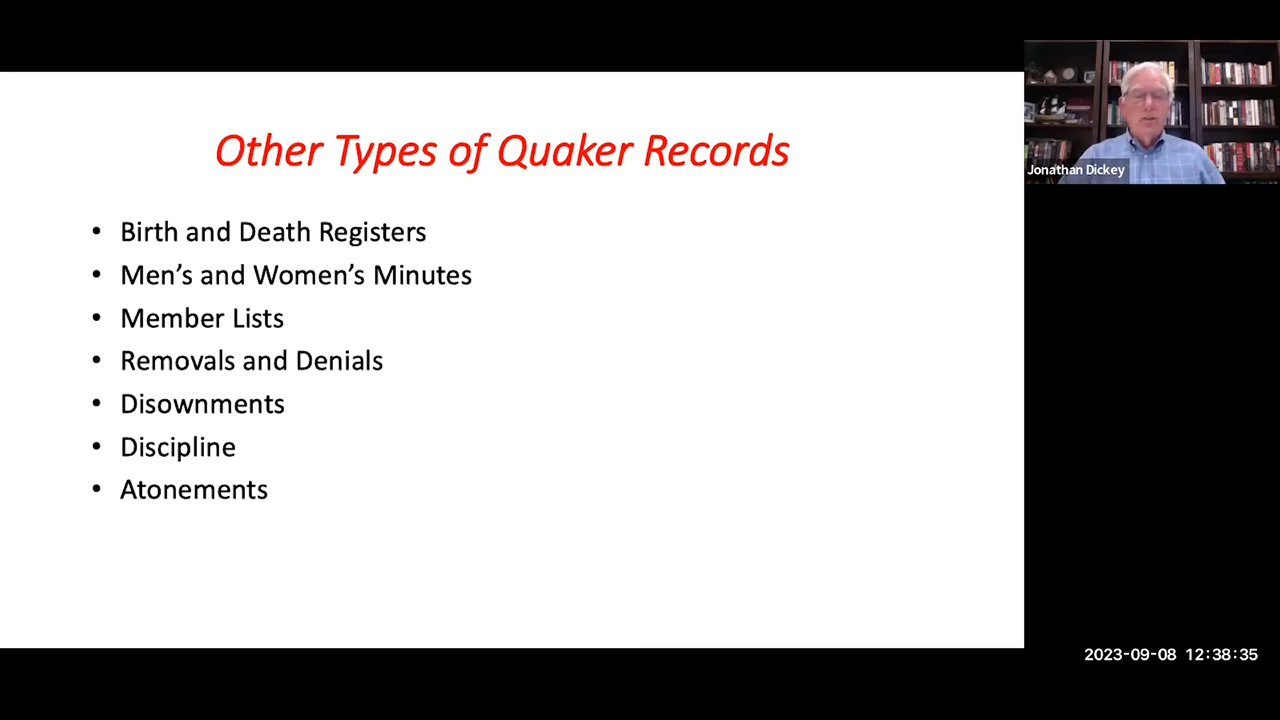 Other Types of Quaker Records
• Birth and Death Registers
• Men’s and Women’s Minutes
• Member Lists
• Removals and Denials
• Disownments
• Discipline
• Atonements
Jonathan Dickey
2023-09-08 12:38:35